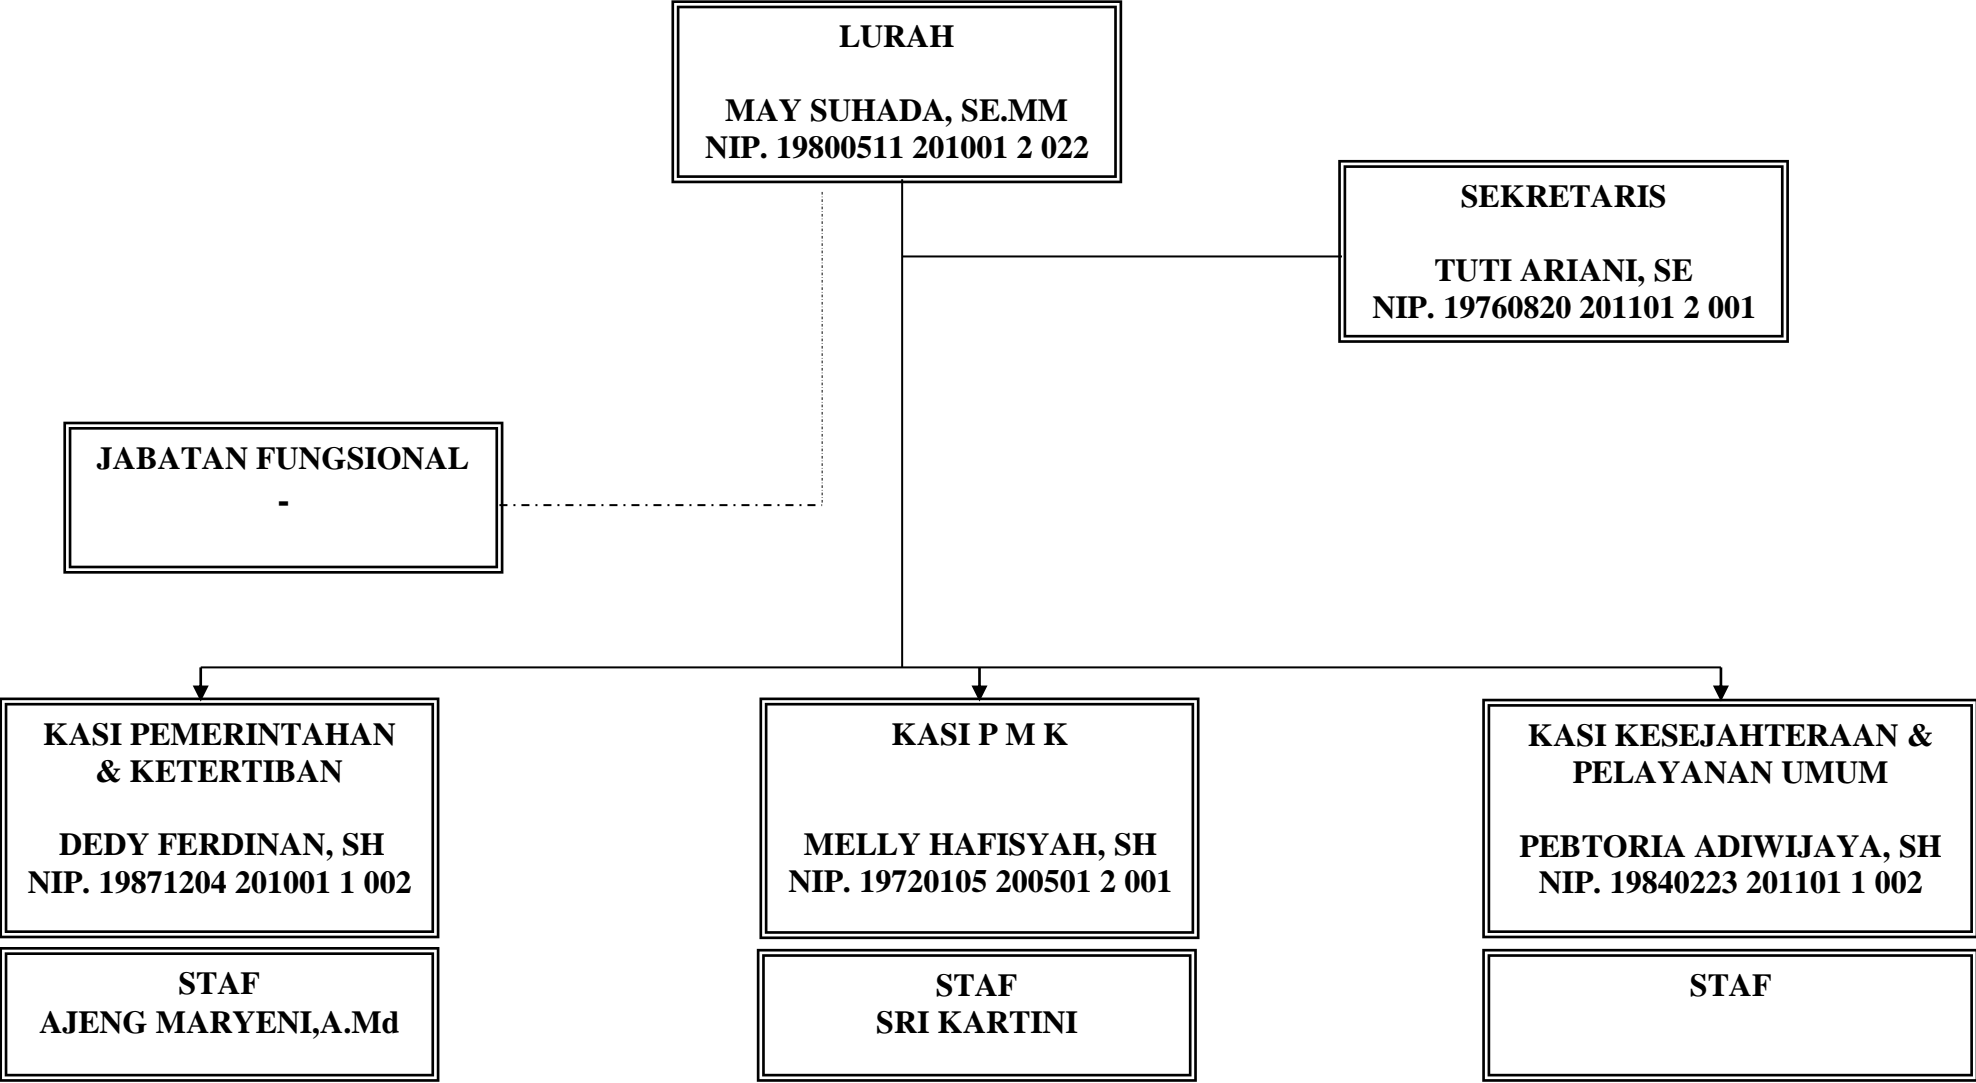 LURAH
MAY SUHADA, SE.MM
NIP. 19800511 201001 2 022
SEKRETARIS
TUTI ARIANI, SE
NIP. 19760820 201101 2 001
JABATAN FUNGSIONAL
-
KASI PEMERINTAHAN
& KETERTIBAN
DEDY FERDINAN, SH
NIP. 19871204 201001 1 002
STAF
AJENG MARYENI,A.Md
KASI P M K
MELLY HAFISYAH, SH
NIP. 19720105 200501 2 001
STAF
SRI KARTINI
KASI KESEJAHTERAAN &
PELAYANAN UMUM
PEBTORIA ADIWIJAYA, SH
NIP. 19840223 201101 1 002
STAF